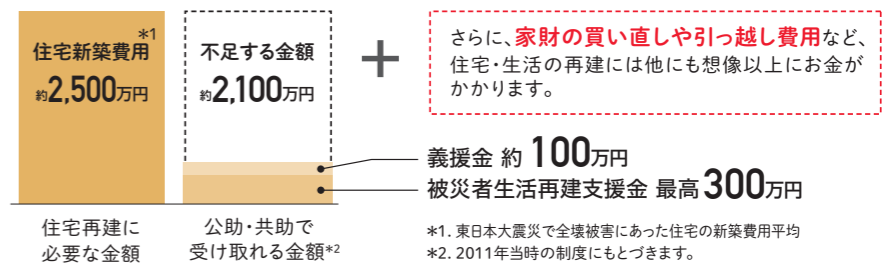 住宅新築費用*1
約2,500万円
不足する金額
約2,100万円
+
さらに、家財の買い直しや引っ越し費用など、
住宅・生活の再建には他にも想像以上にお金が
かかります。
義援金 約100万円
被災者生活再建支援金 最高300万円
住宅再建に
必要な金額
公助・共助で
受け取れる金額*2
*1. 東日本大震災で全壊被害にあった住宅の新築費用平均
*2. 2011年当時の制度にもとづきます。